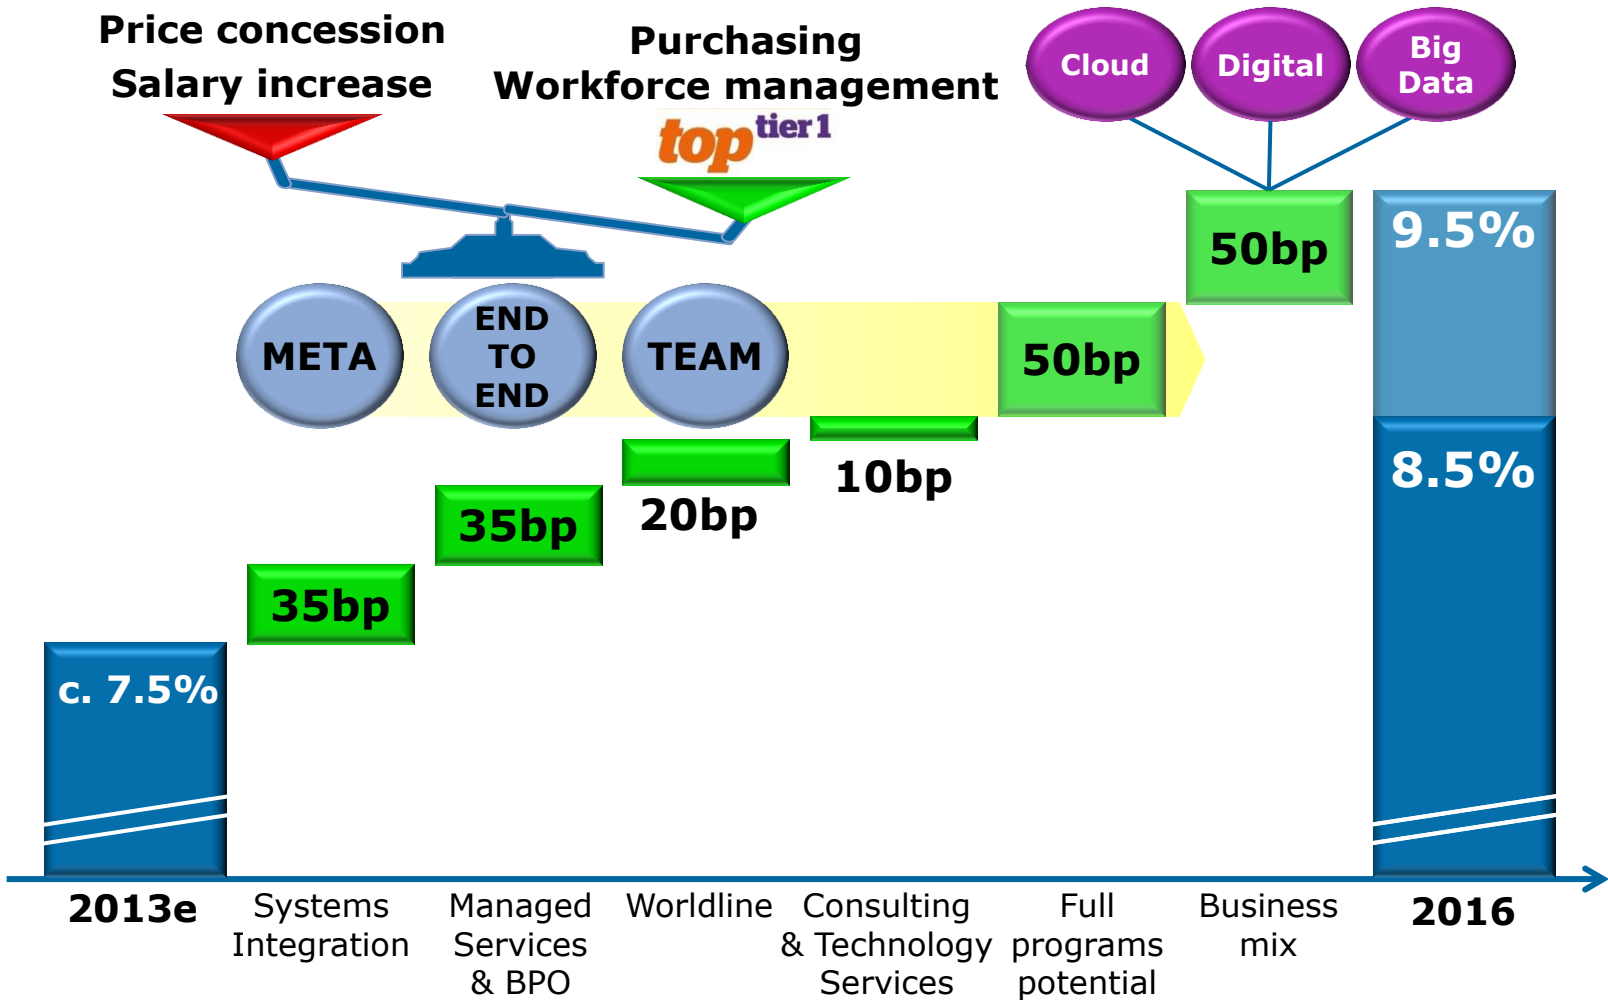 Price concession
Salary increase
Purchasing
Workforce management
top tier 1
Cloud
Digital
Big
Data
50bp
9.5%
META
END
TO
END
TEAM
50bp
8.5%
10bp
20bp
35bp
35bp
c. 7.5%
2013e
Systems
Integration
Managed
Services
& BPO
Worldline
Consulting
& Technology
Services
Full
programs
potential
Business
mix
2016